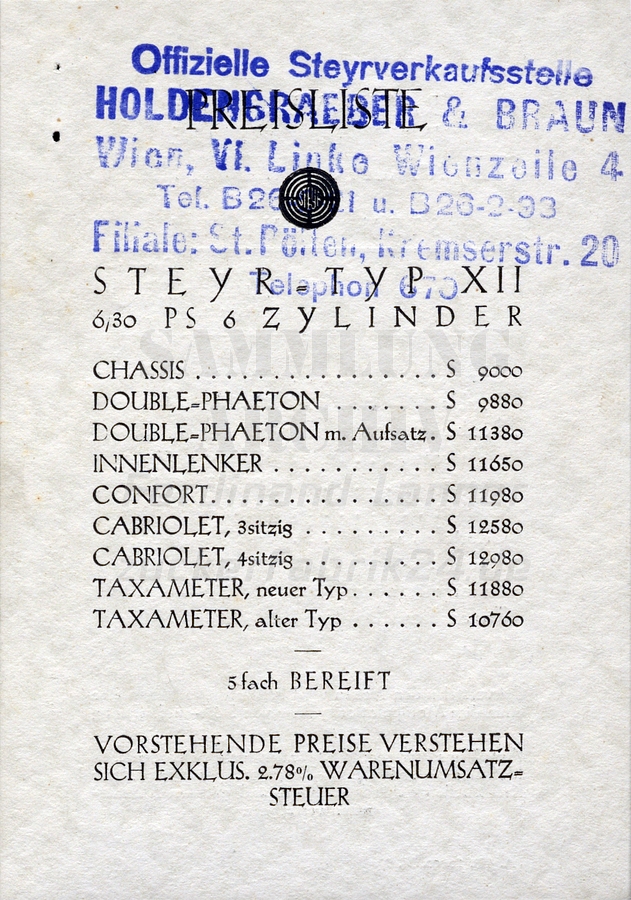 Offizielle Steyrverkaufsstelle
PREISLISTE
HOLDENGRAEBER & BRAUN
Wien, VI. Linke Wienzeile 4
Tel. u. B26-2-93
Filiale: St. Pölten, Kremserstr. 20
Telephon
STEYR=TYP XII
6/30 PS 6 ZYLINDER
CHASSIS . . . . . . . . . . . . . . . . S 9000
DOUBLE=PHAETON . . . . . . . S 9880
DOUBLE=PHAETON m. Aufsatz . S 11380
INNENLENKER . . . . . . . . . . . S 11650
CONFORT. . . . . . . . . . . . . . . S 11980
CABRIOLET, 3sitzig . . . . . . . . . S 12580
CABRIOLET, 4sitzig . . . . . . . . . S 12980
TAXAMETER, neuer Typ . . . . . . S 11880
TAXAMETER, alter Typ . . . . . . S 10760
5fach BEREIFT
VORSTEHENDE PREISE VERSTEHEN
SICH EXKLUS. 2.78% WARENUMSATZ=
STEUER